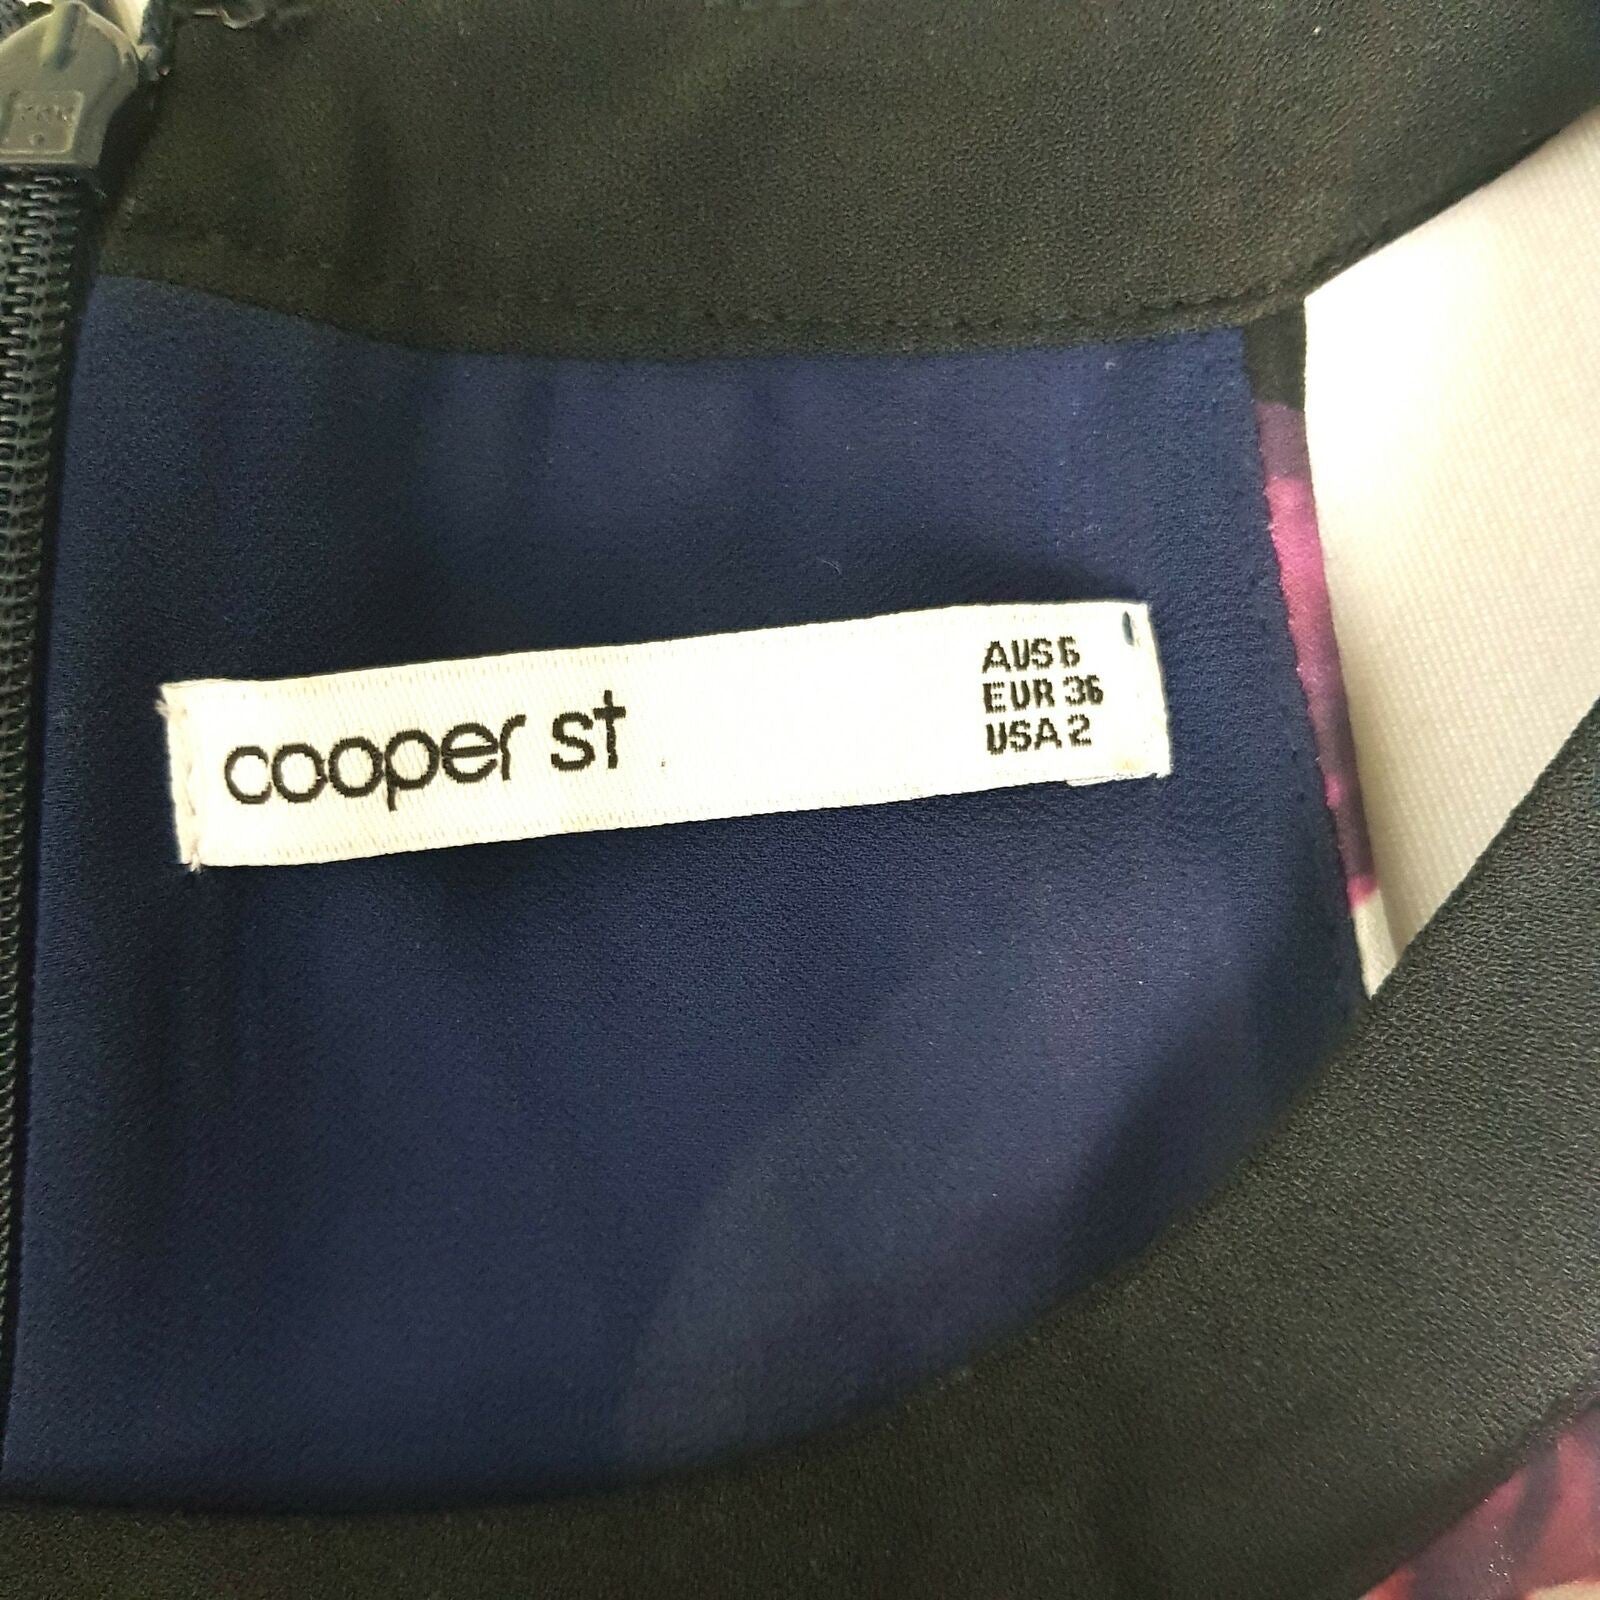 cooper st
AUS 6
EUR 36
USA 2